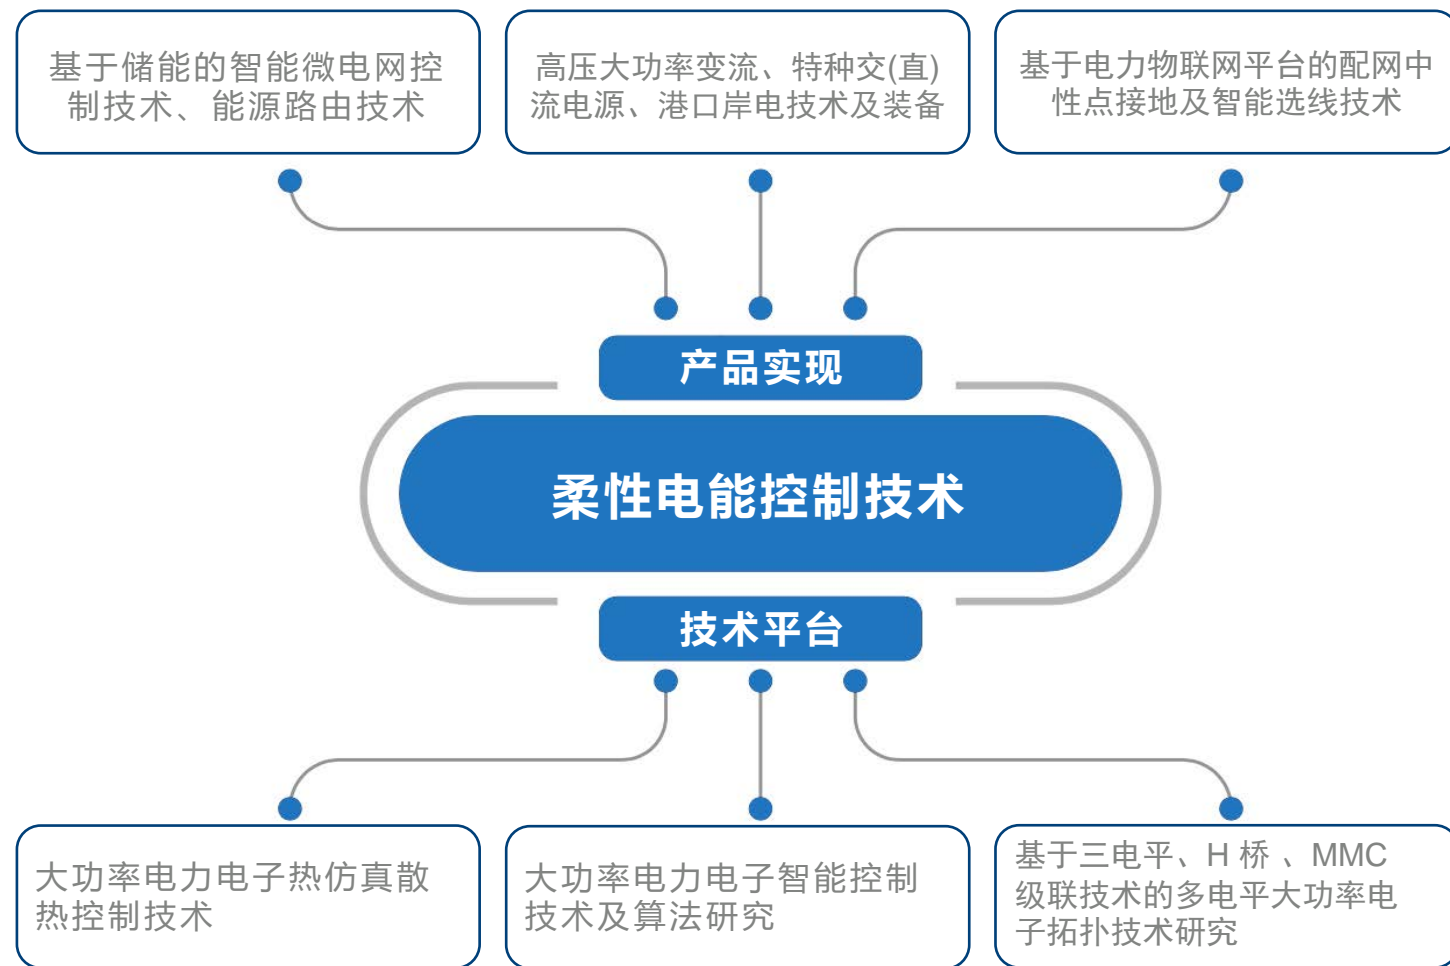 基于储能的智能微电网控
制技术、能源路由技术
高压大功率变流、特种交(直)
流电源、港口岸电技术及装备
基于电力物联网平台的配网中
性点接地及智能选线技术
产品实现
柔性电能控制技术
技术平台
大功率电力电子热仿真散
热控制技术
大功率电力电子智能控制
技术及算法研究
基于三电平、H 桥 、MMC
级联技术的多电平大功率电
子拓扑技术研究